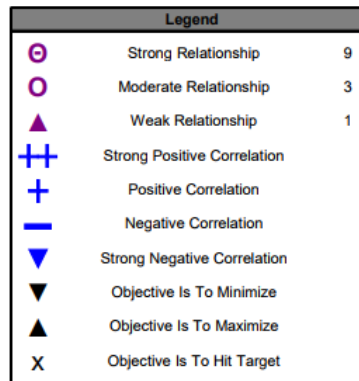 Legend
Θ Strong Relationship 9
Ο Moderate Relationship 3
▲ Weak Relationship 1
++ Strong Positive Correlation
+ Positive Correlation
− Negative Correlation
▼ Strong Negative Correlation
▼ Objective Is To Minimize
▲ Objective Is To Maximize
x Objective Is To Hit Target